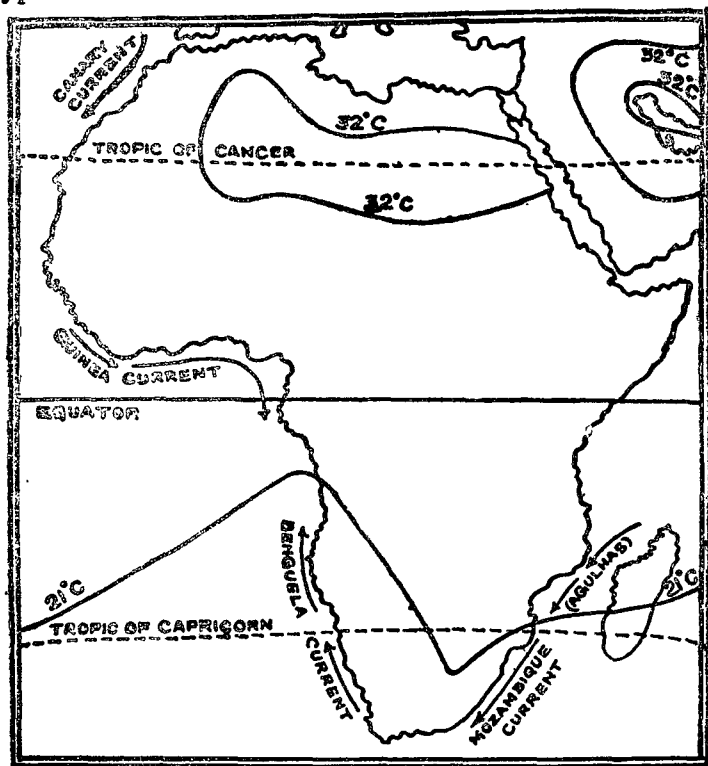 CANARY
CURRENT
32°C
32°C
32°C
TROPIC OF CANCER
32°C
GUINEA CURRENT
EQUATOR
BENGUELA
CURRENT
(AGULHAS)
21°C
21°C
TROPIC OF CAPRICORN
MOZAMBIQUE
CURRENT